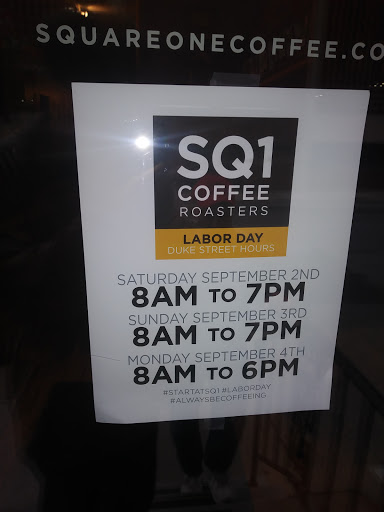 SQUAREONECOFFEE.CO
SQ1
COFFEE
ROASTERS
LABOR DAY
DUKE STREET HOURS
SATURDAY SEPTEMBER 2ND
8AM TO 7PM
SUNDAY SEPTEMBER 3RD
8AM TO 7PM
MONDAY SEPTEMBER 4TH
8AM TO 6PM
#STARTATSQ1 #LABORDAY
#ALWAYSBECOFFEEING